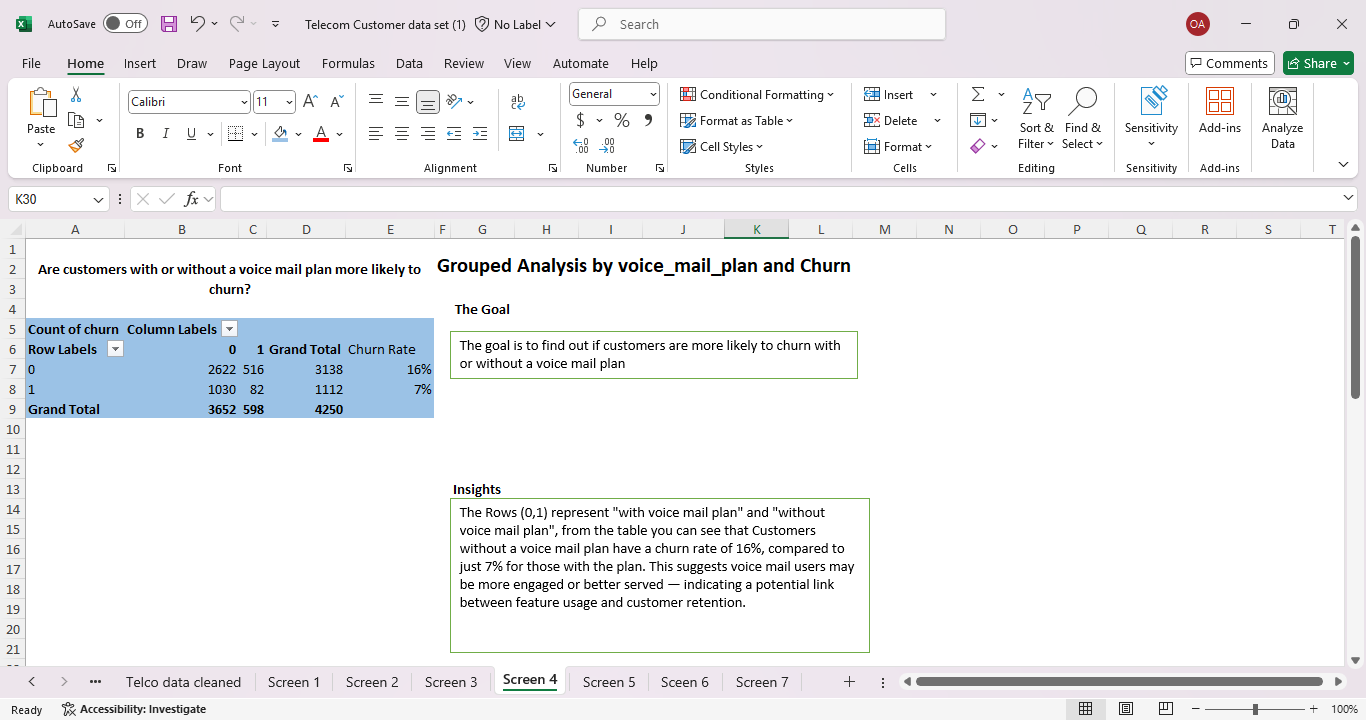 AutoSave Off Telecom Customer data set (1) No Label Search OA
File Home Insert Draw Page Layout Formulas Data Review View Automate Help Comments Share
Paste
Calibri 11
B I U A
ab
General
$ % 9
Conditional Formatting
Format as Table
Cell Styles
Insert
Delete
Format
Sort & Filter
Find & Select
Sensitivity
Add-ins
Analyze Data
Clipboard Font Alignment Number Styles Cells Editing Sensitivity Add-ins
K30 fx
A B C D E F G H I J K L M N O P Q R S T
1
2
3
4
5
6
7
8
9
10
11
12
13
14
15
16
17
18
19
20
21
Are customers with or without a voice mail plan more likely to
churn?
Count of churn Column Labels
Row Labels 0 1 Grand Total Churn Rate
0 2622 516 3138 16%
1 1030 82 1112 7%
Grand Total 3652 598 4250
Grouped Analysis by voice_mail_plan and Churn
The Goal
The goal is to find out if customers are more likely to churn with
or without a voice mail plan
Insights
The Rows (0,1) represent "with voice mail plan" and "without
voice mail plan", from the table you can see that Customers
without a voice mail plan have a churn rate of 16%, compared to
just 7% for those with the plan. This suggests voice mail users may
be more engaged or better served — indicating a potential link
between feature usage and customer retention.
Telco data cleaned Screen 1 Screen 2 Screen 3 Screen 4 Screen 5 Sceen 6 Screen 7
Ready Accessibility: Investigate 100%